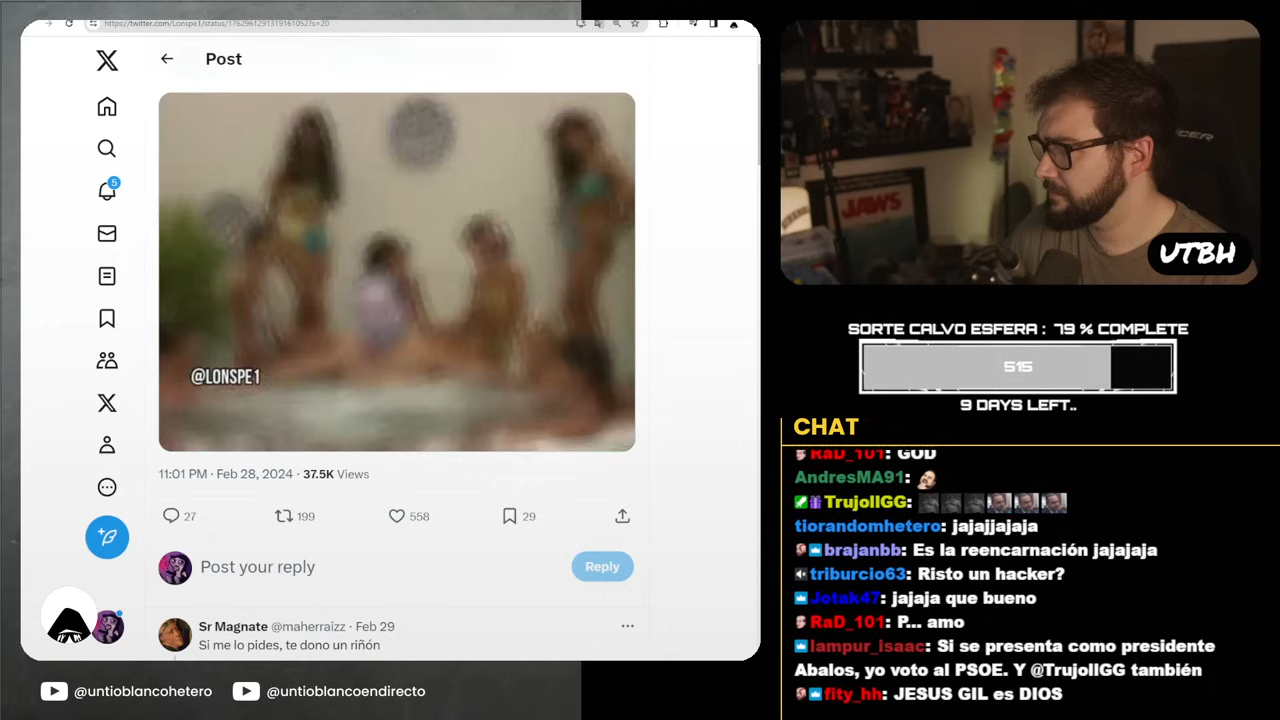 https://twitter.com/Lonspe1/status/1762961291319161052?s=20
Post
5
@LONSPE1
11:01 PM · Feb 28, 2024 · 37.5K Views
27
199
558
29
Post your reply
Reply
Sr Magnate @maherraizz · Feb 29
Si me lo pides, te dono un riñón
@untioblancohetero
@untioblancoendirecto
JAWS
UTBH
SORTE CALVO ESFERA : 79 % COMPLETE
515
9 DAYS LEFT..
CHAT
RaD_101: GOD
AndresMA91:
TrujollGG:
tiorandomhetero: jajajjajaja
brajanbb: Es la reencarnación jajajaja
triburcio63: Risto un hacker?
Jotak47: jajaja que bueno
RaD_101: P... amo
lampur_isaac: Si se presenta como presidente
Abalos, yo voto al PSOE. Y @TrujollGG también
fity_hh: JESUS GIL es DIOS